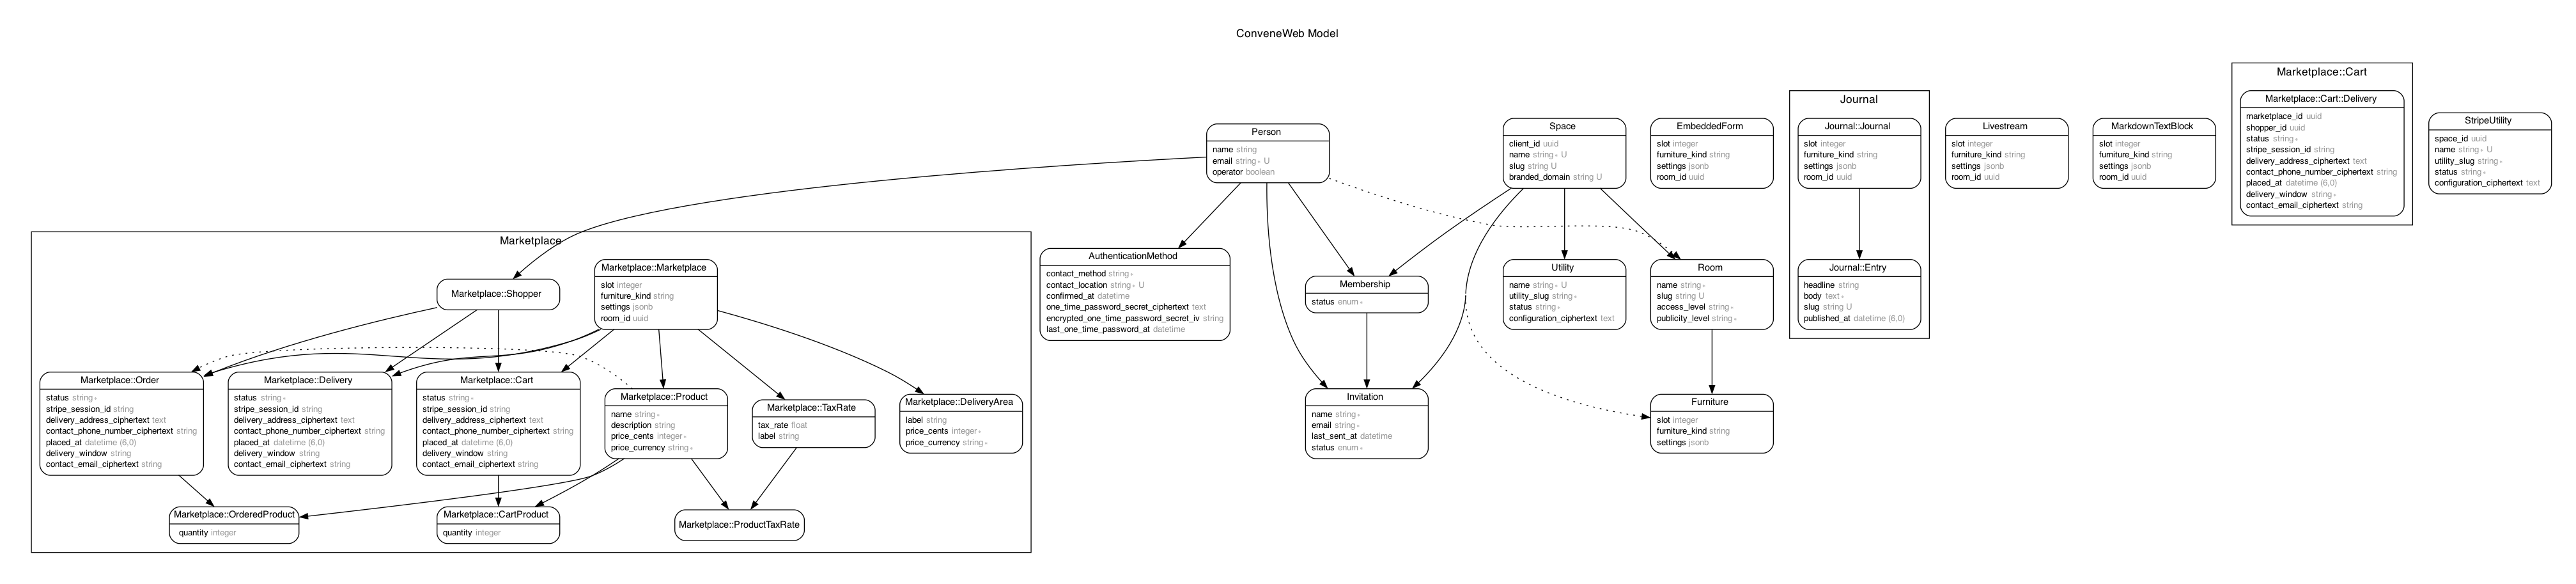 ConveneWeb Model
Marketplace::Cart
Marketplace::Cart::Delivery
marketplace_id uuid
shopper_id uuid
status string *
stripe_session_id string
delivery_address_ciphertext text
contact_phone_number_ciphertext string
placed_at datetime (6,0)
delivery_window string *
contact_email_ciphertext string
StripeUtility
space_id uuid
name string * U
utility_slug string *
status string *
configuration_ciphertext text
Person
name string
email string * U
operator boolean
Space
client_id uuid
name string * U
slug string U
branded_domain string U
EmbeddedForm
slot integer
furniture_kind string
settings jsonb
room_id uuid
Journal
Journal::Journal
slot integer
furniture_kind string
settings jsonb
room_id uuid
Livestream
slot integer
furniture_kind string
settings jsonb
room_id uuid
MarkdownTextBlock
slot integer
furniture_kind string
settings jsonb
room_id uuid
Marketplace
Marketplace::Shopper
Marketplace::Marketplace
slot integer
furniture_kind string
settings jsonb
room_id uuid
AuthenticationMethod
contact_method string *
contact_location string * U
confirmed_at datetime
one_time_password_secret_ciphertext text
encrypted_one_time_password_secret_iv string
last_one_time_password_at datetime
Membership
status enum *
Utility
name string * U
utility_slug string *
status string *
configuration_ciphertext text
Room
name string *
slug string U
access_level string *
publicity_level string *
Journal::Entry
headline string
body text *
slug string U
published_at datetime (6,0)
Marketplace::Order
status string *
stripe_session_id string
delivery_address_ciphertext text
contact_phone_number_ciphertext string
placed_at datetime (6,0)
delivery_window string
contact_email_ciphertext string
Marketplace::Delivery
status string *
stripe_session_id string
delivery_address_ciphertext text
contact_phone_number_ciphertext string
placed_at datetime (6,0)
delivery_window string
contact_email_ciphertext string
Marketplace::Cart
status string *
stripe_session_id string
delivery_address_ciphertext text
contact_phone_number_ciphertext string
placed_at datetime (6,0)
delivery_window string
contact_email_ciphertext string
Marketplace::Product
name string *
description string
price_cents integer *
price_currency string *
Marketplace::TaxRate
tax_rate float
label string
Marketplace::DeliveryArea
label string
price_cents integer *
price_currency string *
Invitation
name string *
email string *
last_sent_at datetime
status enum *
Furniture
slot integer
furniture_kind string
settings jsonb
Marketplace::OrderedProduct
quantity integer
Marketplace::CartProduct
quantity integer
Marketplace::ProductTaxRate